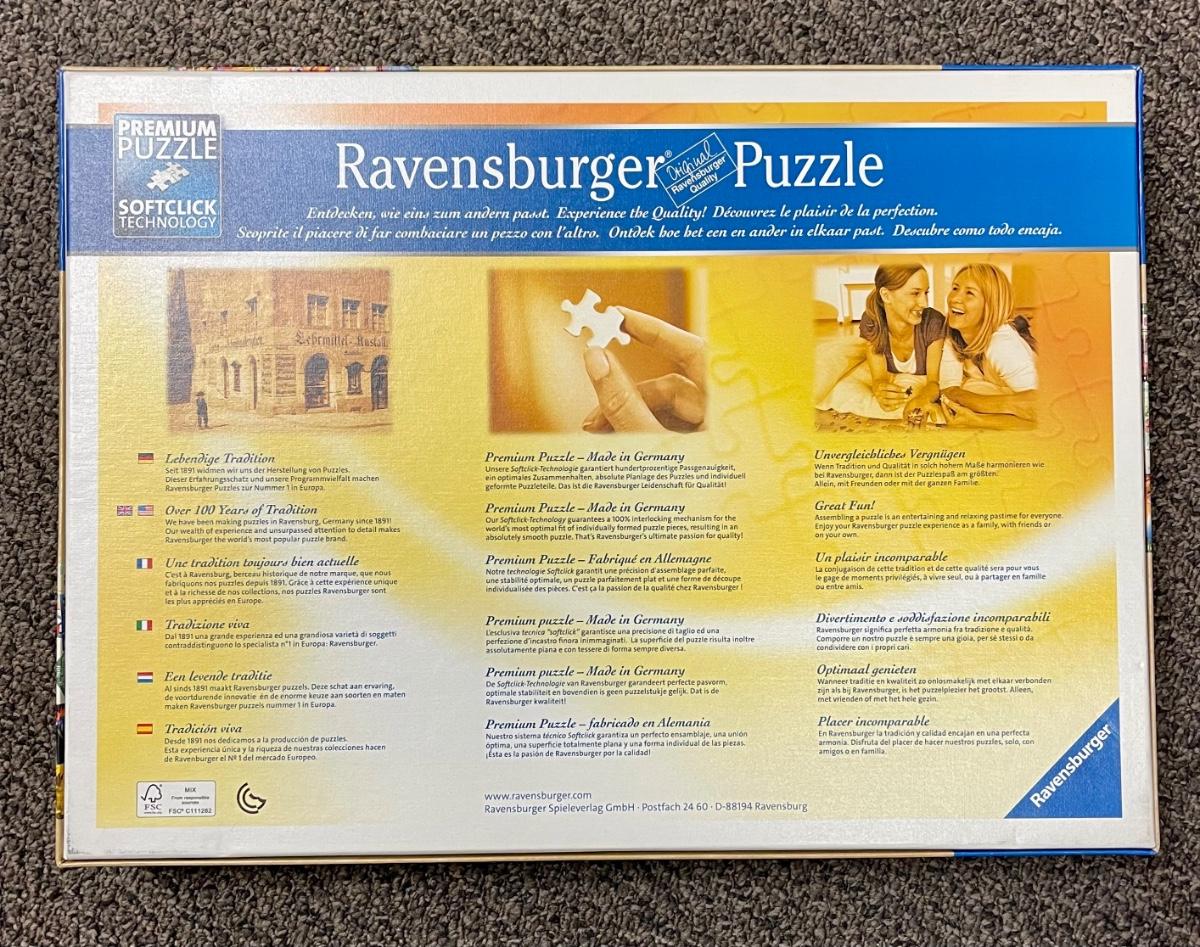 PREMIUM
PUZZLE
SOFTCLICK
TECHNOLOGY
Ravensburger® Puzzle
Original
Ravensburger
Quality
Entdecken, wie eins zum andern passt. Experience the Quality! Découvrez le plaisir de la perfection.
Scoprite il piacere di far combaciare un pezzo con l'altro. Ontdek hoe het een en ander in elkaar past. Descubre como todo encaja.
Lehrmittel-Anstalt
Lebendige Tradition
Seit 1891 widmen wir uns der Herstellung von Puzzles.
Dieser Erfahrungsschatz und unsere Programmvielfalt machen
Ravensburger Puzzles zur Nummer 1 in Europa.
Over 100 Years of Tradition
We have been making puzzles in Ravensburg, Germany since 1891!
Our wealth of experience and unsurpassed attention to detail makes
Ravensburger the world's most popular puzzle brand.
Une tradition toujours bien actuelle
C'est à Ravensburg, berceau historique de notre marque, que nous
fabriquons nos puzzles depuis 1891. Grâce à cette expérience unique
et à la richesse de nos collections, nos puzzles Ravensburger sont
les plus appréciés en Europe.
Tradizione viva
Dal 1891 una grande esperienza ed una grandiosa varietà di soggetti
contraddistinguono lo specialista n°1 in Europa: Ravensburger.
Een levende traditie
Al sinds 1891 maakt Ravensburger puzzels. Deze schat aan ervaring,
de voortdurende innovatie én de enorme keuze aan soorten en maten
maken Ravensburger puzzels nummer 1 in Europa.
Tradición viva
Desde 1891 nos dedicamos a la producción de puzzles.
Esta experiencia única y la riqueza de nuestras colecciones hacen
de Ravenburger el Nº 1 del mercado Europeo.
Premium Puzzle – Made in Germany
Unsere Softclick-Technologie garantiert hundertprozentige Passgenauigkeit,
ein optimales Zusammenhalten, absolute Planlage des Puzzles und individuell
geformte Puzzleteile. Das ist die Ravensburger Leidenschaft für Qualität!
Premium Puzzle – Made in Germany
Our Softclick-Technology guarantees a 100% interlocking mechanism for the
world's most optimal fit of individually formed puzzle pieces, resulting in an
absolutely smooth puzzle. That's Ravensburger's ultimate passion for quality!
Premium Puzzle – Fabriqué en Allemagne
Notre technologie Softclick garantit une précision d'assemblage parfaite,
une stabilité optimale, un puzzle parfaitement plat et une forme de découpe
individualisée des pièces. C'est ça la passion de la qualité chez Ravensburger !
Premium puzzle – Made in Germany
L'esclusiva tecnica "softclick" garantisce una precisione di taglio ed una
perfezione d'incastro finora inimmaginati. La superficie del puzzle risulta inoltre
assolutamente piana e con tessere di forma sempre diversa.
Premium puzzle – Made in Germany
De Softclick-Technologie van Ravensburger garandeert perfecte pasvorm,
optimale stabiliteit en bovendien is geen puzzelstukje gelijk. Dat is de
Ravensburger kwaliteit!
Premium Puzzle – fabricado en Alemania
Nuestro sistema técnico Softclick garantiza un perfecto ensamblaje, una unión
óptima, una superficie totalmente plana y una forma individual de las piezas.
¡Esta es la pasión de Ravensburger por la calidad!
Unvergleichliches Vergnügen
Wenn Tradition und Qualität in solch hohem Maße harmonieren wie
bei Ravensburger, dann ist der Puzzlespaß am größten:
Allein, mit Freunden oder mit der ganzen Familie.
Great Fun!
Assembling a puzzle is an entertaining and relaxing pastime for everyone.
Enjoy your Ravensburger puzzle experience as a family, with friends or
on your own.
Un plaisir incomparable
La conjugaison de cette tradition et de cette qualité sera pour vous
le gage de moments privilégiés, à vivre seul, ou à partager en famille
ou entre amis.
Divertimento e soddisfazione incomparabili
Ravensburger significa perfetta armonia fra tradizione e qualità.
Comporre un nostro puzzle è sempre una gioia, per sé stessi o da
condividere con i propri cari.
Optimaal genieten
Wanneer traditie en kwaliteit zo onlosmakelijk met elkaar verbonden
zijn als bij Ravensburger, is het puzzelplezier het grootst. Alleen,
met vrienden of met het hele gezin.
Placer incomparable
En Ravensburger la tradición y calidad encajan en una perfecta
armonía. Disfruta del placer de hacer nuestros puzzles, solo, con
amigos o en familia.
FSC
www.fsc.org
MIX
From responsible
sources
FSC® C111262
www.ravensburger.com
Ravensburger Spieleverlag GmbH · Postfach 24 60 · D-88194 Ravensburg
Ravensburger